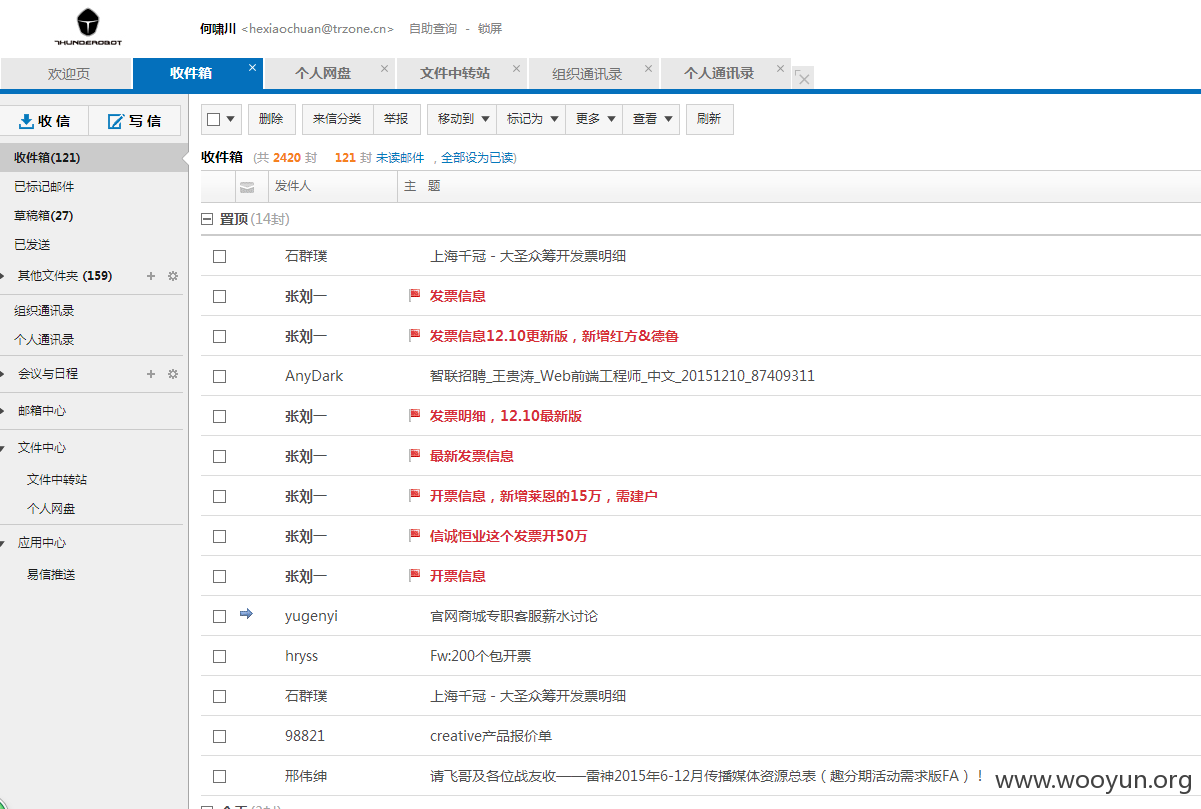 THUNDEROBOT
何啸川 <hexiaochuan@trzone.cn> 自助查询 - 锁屏
欢迎页 收件箱 个人网盘 文件中转站 组织通讯录 个人通讯录
收 信 写 信
删除 来信分类 举报 移动到 标记为 更多 查看 刷新
收件箱(121)
已标记邮件
草稿箱(27)
已发送
其他文件夹 (159)
组织通讯录
个人通讯录
会议与日程
邮箱中心
文件中心
文件中转站
个人网盘
应用中心
易信推送
收件箱 (共 2420 封 121 封 未读邮件 , 全部设为已读)
发件人 主 题
置顶 (14封)
石群璞 上海千冠 - 大圣众筹开发票明细
张刘一 发票信息
张刘一 发票信息12.10更新版，新增红方&德鲁
AnyDark 智联招聘_王贵涛_Web前端工程师_中文_20151210_87409311
张刘一 发票明细，12.10最新版
张刘一 最新发票信息
张刘一 开票信息，新增莱恩的15万，需建户
张刘一 信诚恒业这个发票开50万
张刘一 开票信息
yugenyi 官网商城专职客服薪水讨论
hryss Fw:200个包开票
石群璞 上海千冠 - 大圣众筹开发票明细
98821 creative产品报价单
邢伟绅 请飞哥及各位战友收——雷神2015年6-12月传播媒体资源总表（趣分期活动需求版FA）！
www.wooyun.org